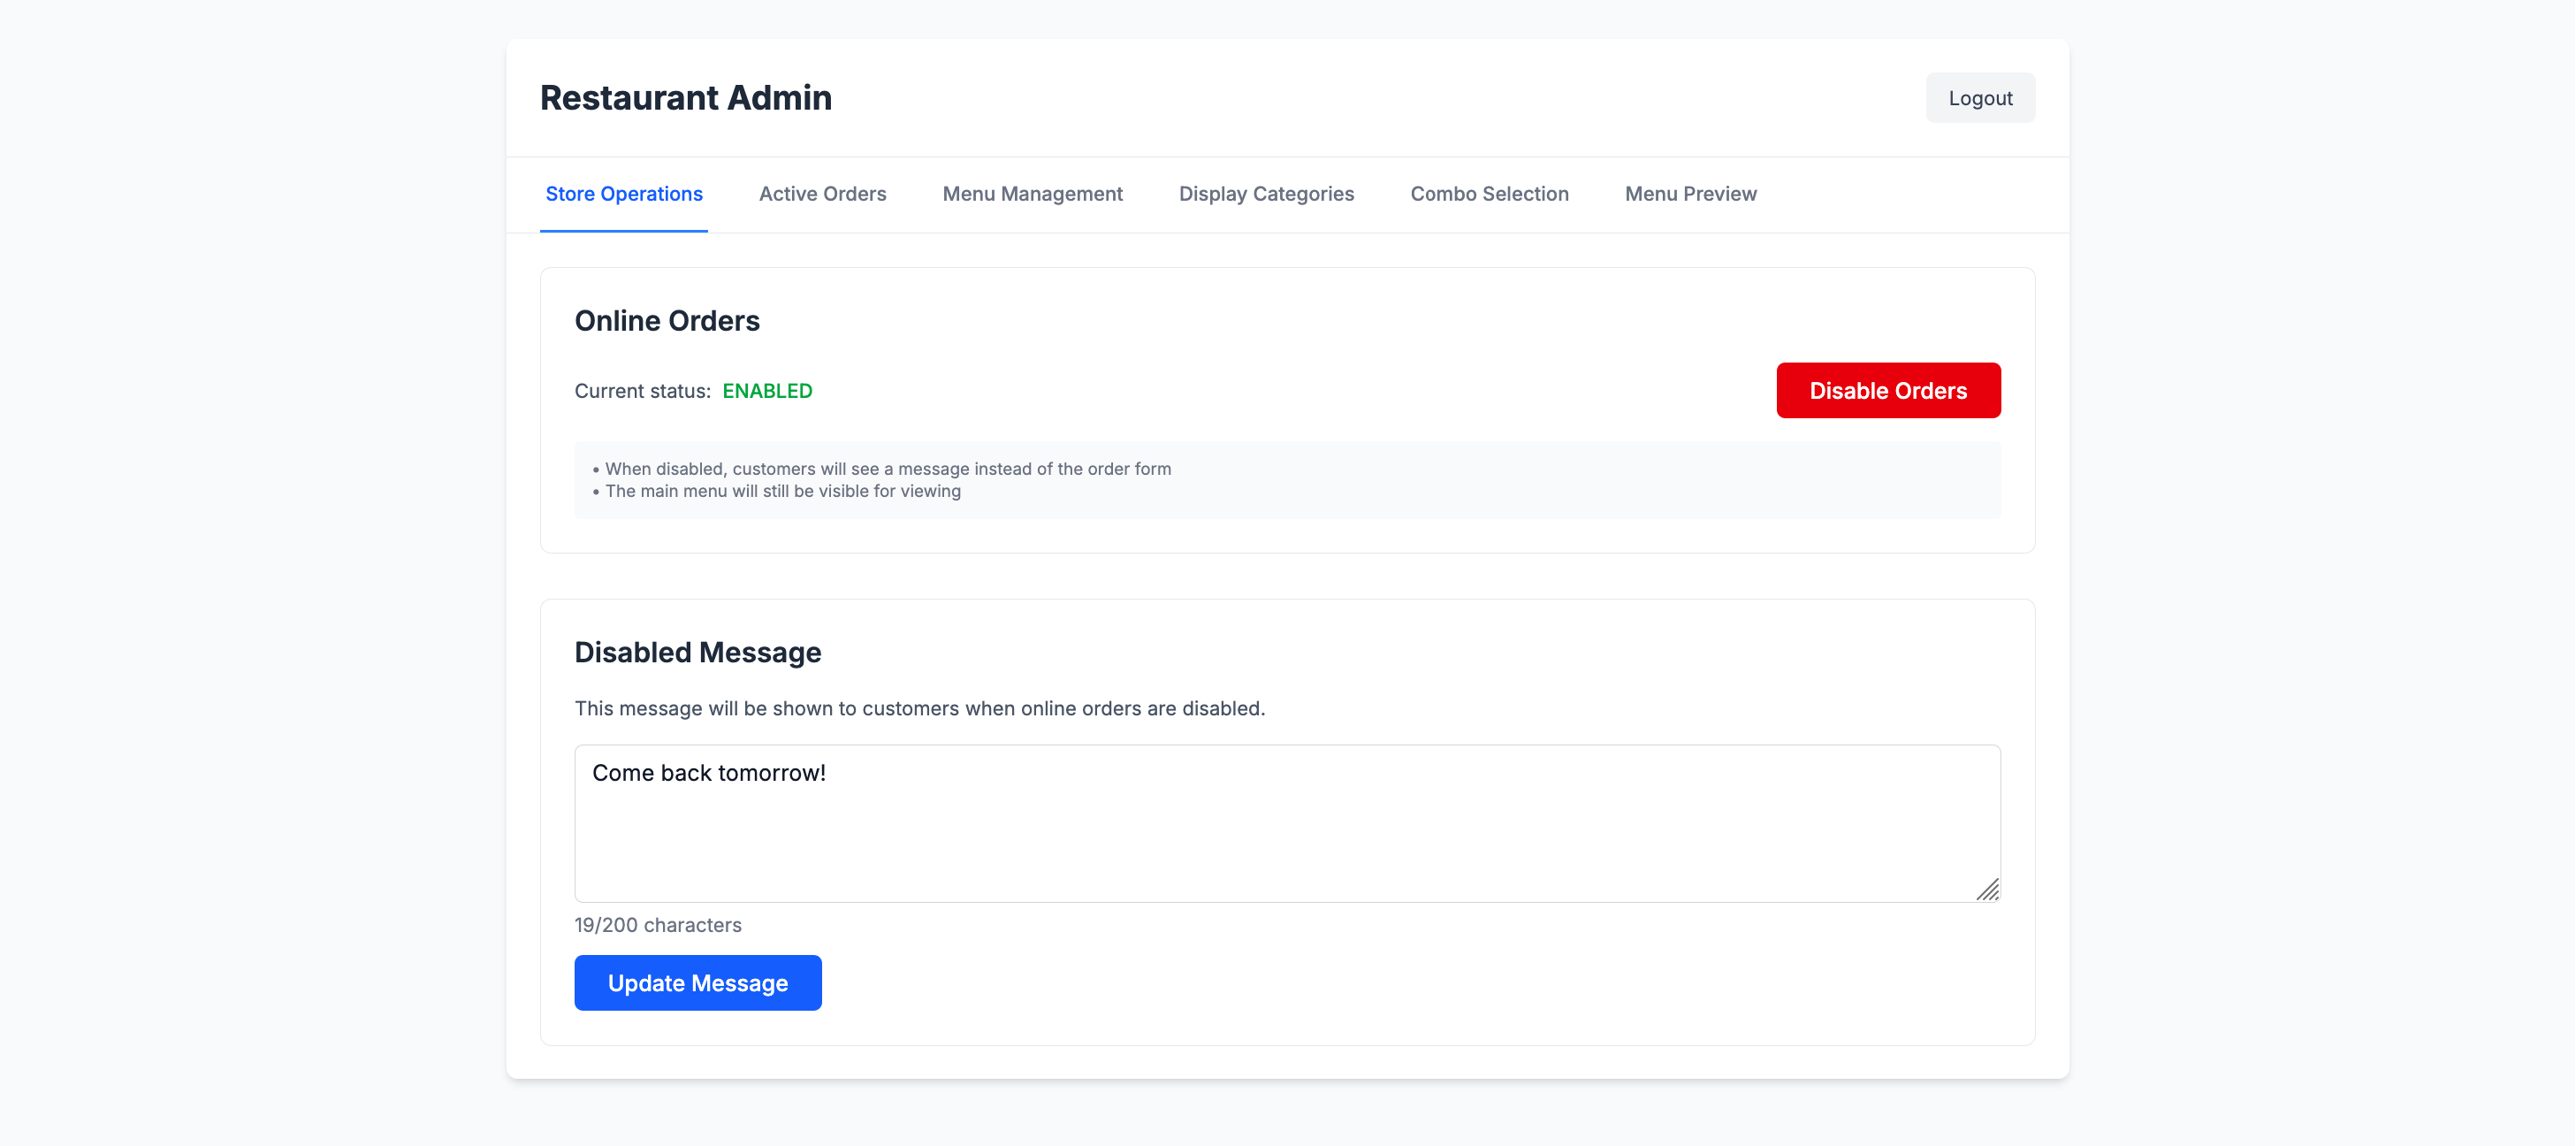 Restaurant Admin
Logout
Store Operations
Active Orders
Menu Management
Display Categories
Combo Selection
Menu Preview
Online Orders
Current status: ENABLED
Disable Orders
• When disabled, customers will see a message instead of the order form
• The main menu will still be visible for viewing
Disabled Message
This message will be shown to customers when online orders are disabled.
Come back tomorrow!
19/200 characters
Update Message